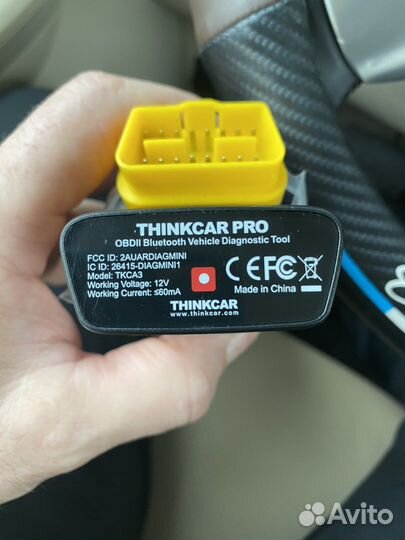 THINKCAR PRO
OBDII Bluetooth Vehicle Diagnostic Tool
FCC ID: 2AUARDIAGMINI
IC ID: 26415-DIAGMINI1
Model: TKCA3
Working Voltage: 12V
Working Current: ≤60mA
CE FC
Made in China
THINKCAR
www.thinkcar.com
Avito